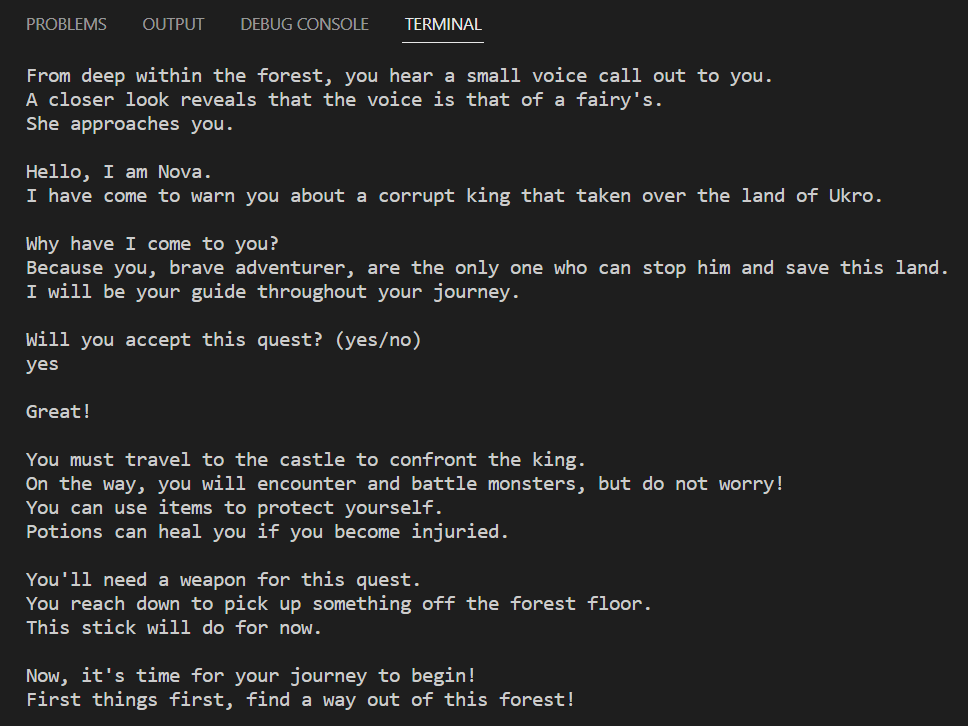 PROBLEMS OUTPUT DEBUG CONSOLE TERMINAL
From deep within the forest, you hear a small voice call out to you.
A closer look reveals that the voice is that of a fairy's.
She approaches you.
Hello, I am Nova.
I have come to warn you about a corrupt king that taken over the land of Ukro.
Why have I come to you?
Because you, brave adventurer, are the only one who can stop him and save this land.
I will be your guide throughout your journey.
Will you accept this quest? (yes/no)
yes
Great!
You must travel to the castle to confront the king.
On the way, you will encounter and battle monsters, but do not worry!
You can use items to protect yourself.
Potions can heal you if you become injuried.
You'll need a weapon for this quest.
You reach down to pick up something off the forest floor.
This stick will do for now.
Now, it's time for your journey to begin!
First things first, find a way out of this forest!